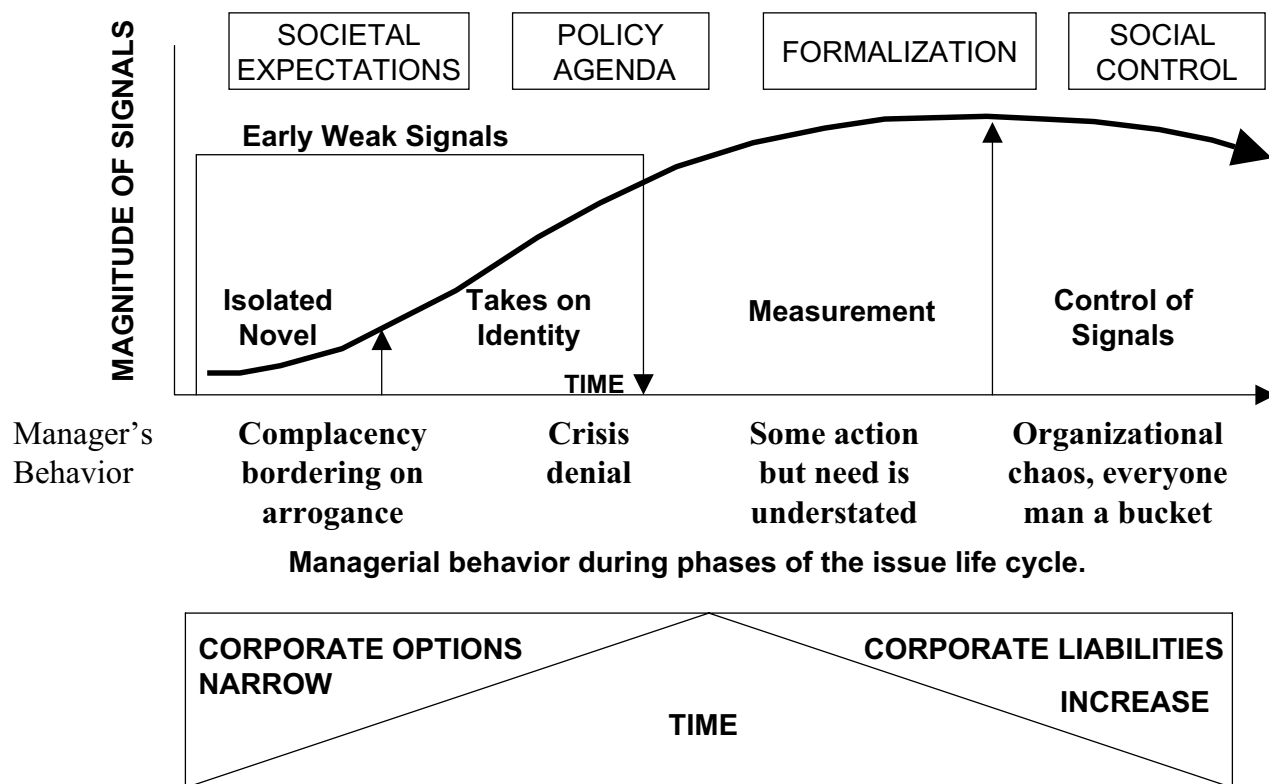 MAGNITUDE OF SIGNALS
SOCIETAL
EXPECTATIONS
POLICY
AGENDA
FORMALIZATION
SOCIAL
CONTROL
Early Weak Signals
Isolated
Novel
Takes on
Identity
Measurement
Control of
Signals
TIME
Manager's
Behavior
Complacency
bordering on
arrogance
Crisis
denial
Some action
but need is
understated
Organizational
chaos, everyone
man a bucket
Managerial behavior during phases of the issue life cycle.
CORPORATE OPTIONS
NARROW
TIME
CORPORATE LIABILITIES
INCREASE